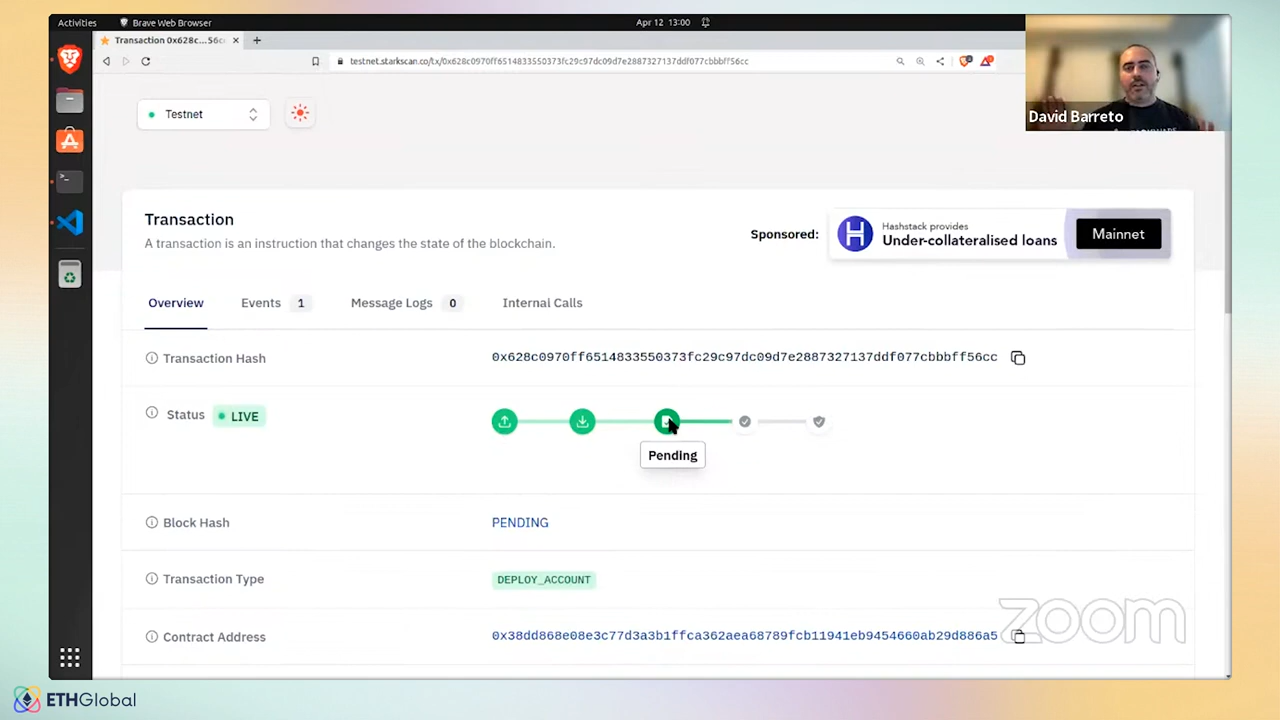 Activities
Brave Web Browser
Apr 12 13:00
Transaction 0x628c...56cc
testnet.starkscan.co/tx/0x628c0970ff6514833550373fc29c97dc09d7e2887327137ddf077cbbbff56cc
David Barreto
Testnet
Transaction
A transaction is an instruction that changes the state of the blockchain.
Sponsored:
Hashstack provides
Under-collateralised loans
Mainnet
Overview
Events 1
Message Logs 0
Internal Calls
Transaction Hash
0x628c0970ff6514833550373fc29c97dc09d7e2887327137ddf077cbbbff56cc
Status
LIVE
Pending
Block Hash
PENDING
Transaction Type
DEPLOY_ACCOUNT
Contract Address
0x38dd868e08e3c77d3a3b1ffca362aea68789fcb11941eb9454660ab29d886a5
zoom
ETHGlobal